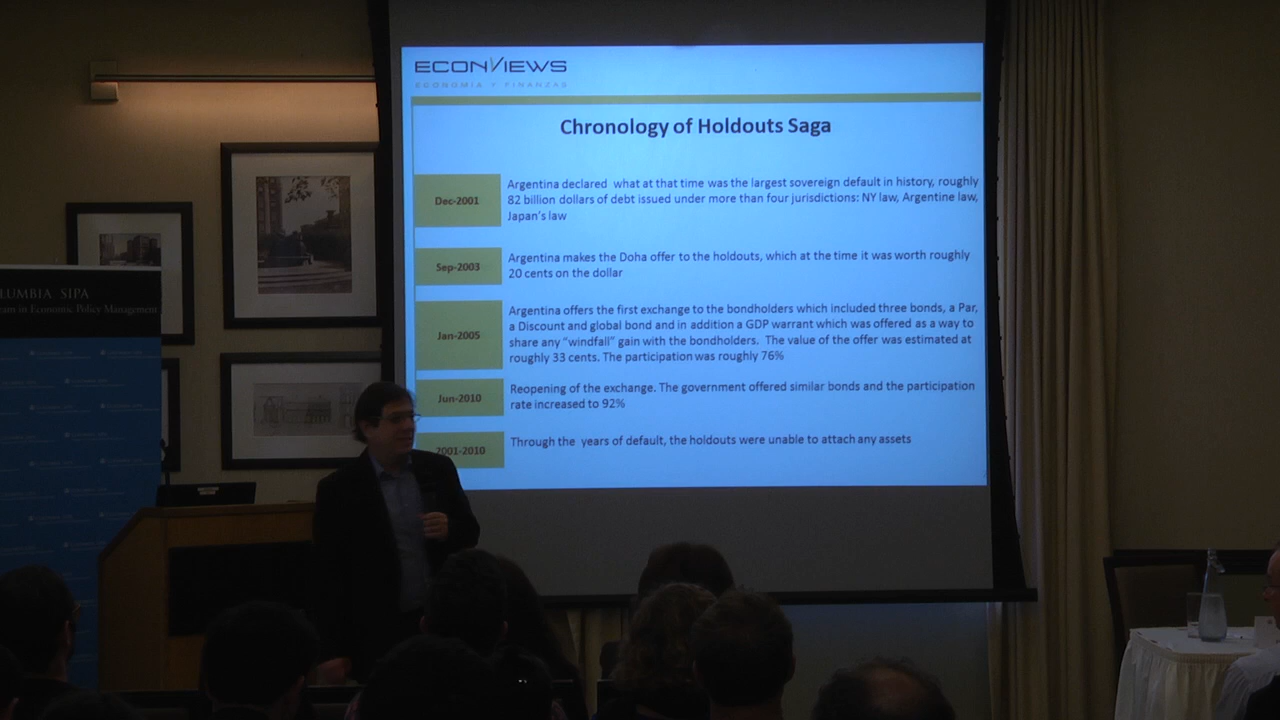 ECONVIEWS
ECONOMIA Y FINANZAS
Chronology of Holdouts Saga
Dec-2001
Argentina declared what at that time was the largest sovereign default in history, roughly
82 billion dollars of debt issued under more than four jurisdictions: NY law, Argentine law,
Japan's law
Sep-2003
Argentina makes the Doha offer to the holdouts, which at the time it was worth roughly
20 cents on the dollar
Jan-2005
Argentina offers the first exchange to the bondholders which included three bonds, a Par,
a Discount and global bond and in addition a GDP warrant which was offered as a way to
share any "windfall" gain with the bondholders. The value of the offer was estimated at
roughly 33 cents. The participation was roughly 76%
Jun-2010
Reopening of the exchange. The government offered similar bonds and the participation
rate increased to 92%
2001-2010
Through the years of default, the holdouts were unable to attach any assets
LUMBIA SIPA
am in Economic Policy Management